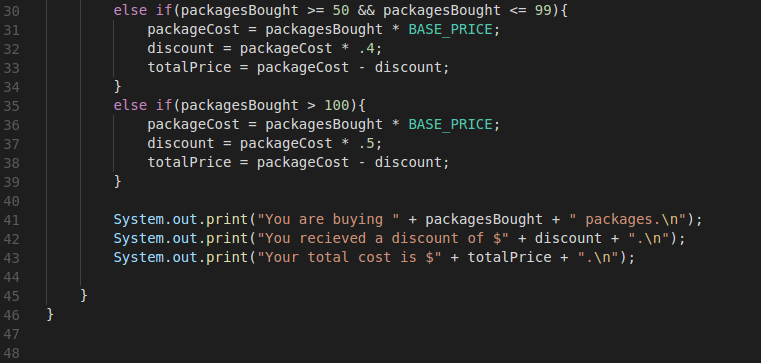 30 else if(packagesBought >= 50 && packagesBought <= 99){
31 packageCost = packagesBought * BASE_PRICE;
32 discount = packageCost * .4;
33 totalPrice = packageCost - discount;
34 }
35 else if(packagesBought > 100){
36 packageCost = packagesBought * BASE_PRICE;
37 discount = packageCost * .5;
38 totalPrice = packageCost - discount;
39 }
40
41 System.out.print("You are buying " + packagesBought + " packages.\n");
42 System.out.print("You recieved a discount of $" + discount + ".\n");
43 System.out.print("Your total cost is $" + totalPrice + ".\n");
44
45 }
46 }
47
48